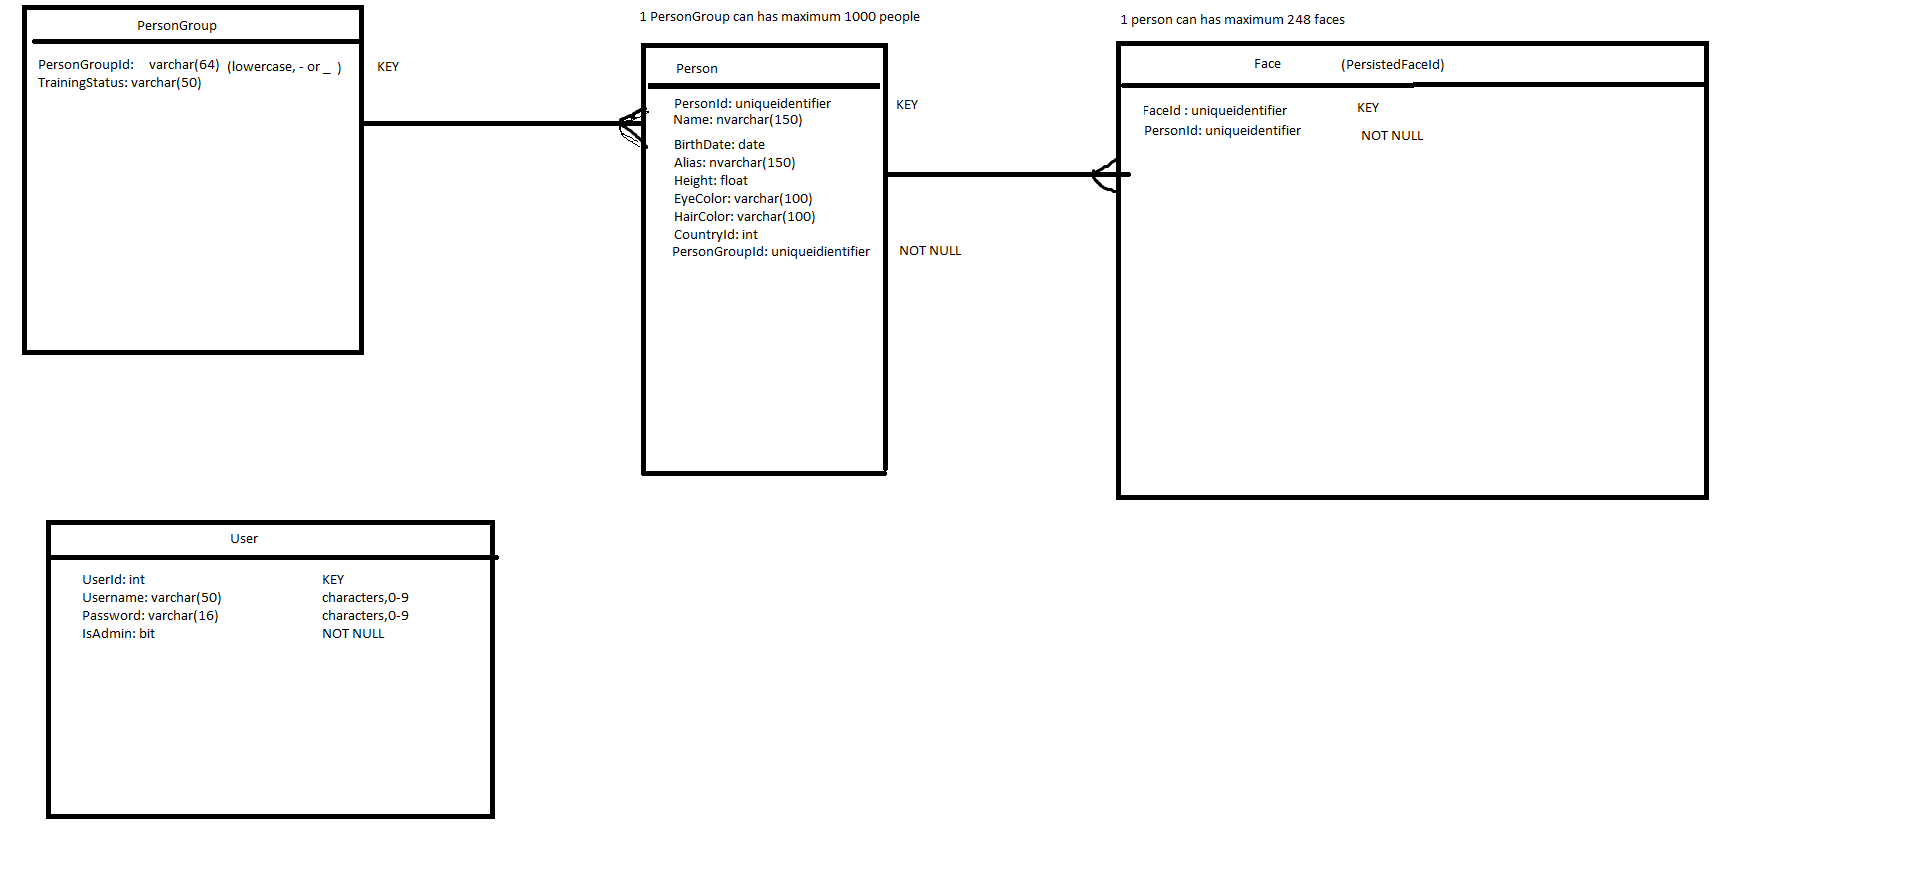 PersonGroup
PersonGroupId: varchar(64) (lowercase, - or _ ) KEY
TrainingStatus: varchar(50)
1 PersonGroup can has maximum 1000 people
Person
PersonId: uniqueidentifier KEY
Name: nvarchar(150)
BirthDate: date
Alias: nvarchar(150)
Height: float
EyeColor: varchar(100)
HairColor: varchar(100)
CountryId: int
PersonGroupId: uniqueidientifier NOT NULL
1 person can has maximum 248 faces
Face (PersistedFaceId)
FaceId : uniqueidentifier KEY
PersonId: uniqueidentifier NOT NULL
User
UserId: int KEY
Username: varchar(50) characters,0-9
Password: varchar(16) characters,0-9
IsAdmin: bit NOT NULL